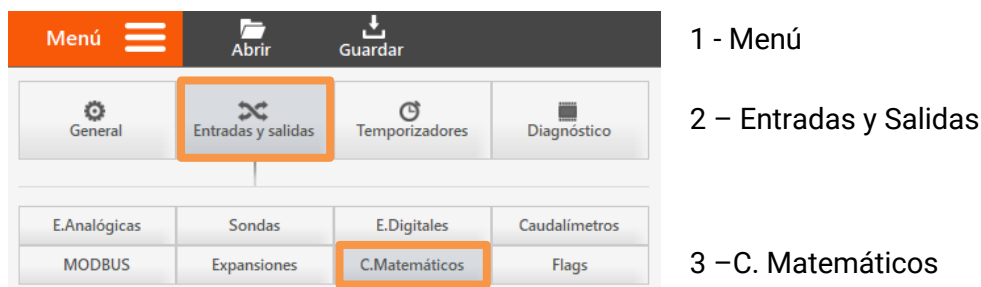 Menú Abrir Guardar 1 - Menú
General Entradas y salidas Temporizadores Diagnóstico 2 – Entradas y Salidas
E.Analógicas Sondas E.Digitales Caudalímetros
MODBUS Expansiones C.Matemáticos Flags 3 –C. Matemáticos